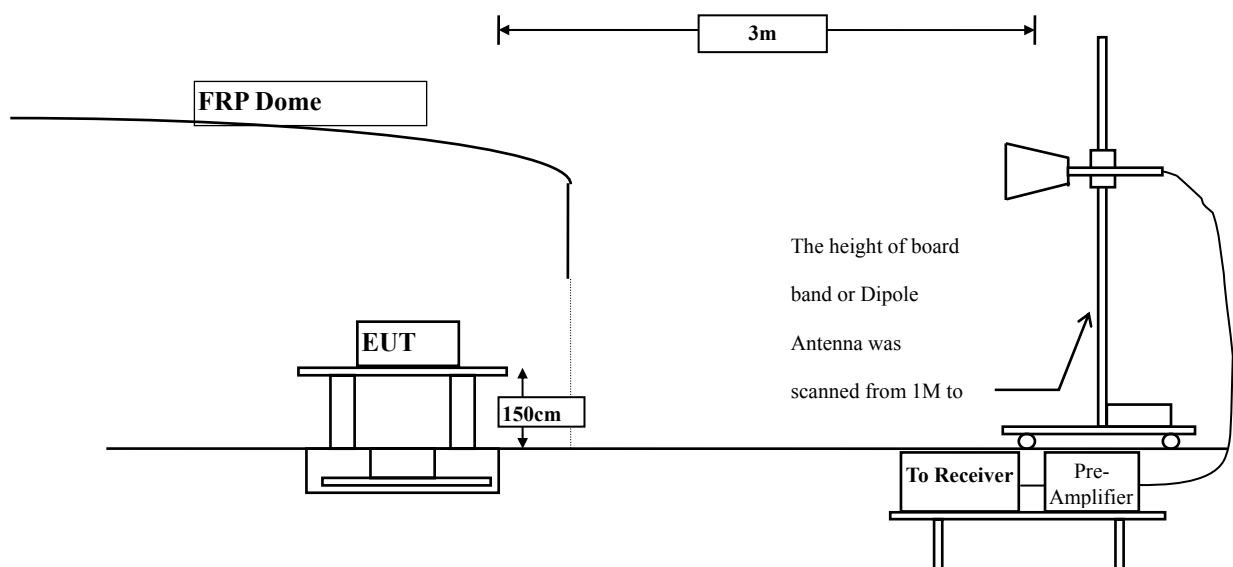 3m
FRP Dome
The height of board
band or Dipole
Antenna was
scanned from 1M to
EUT
150cm
To Receiver
Pre-
Amplifier